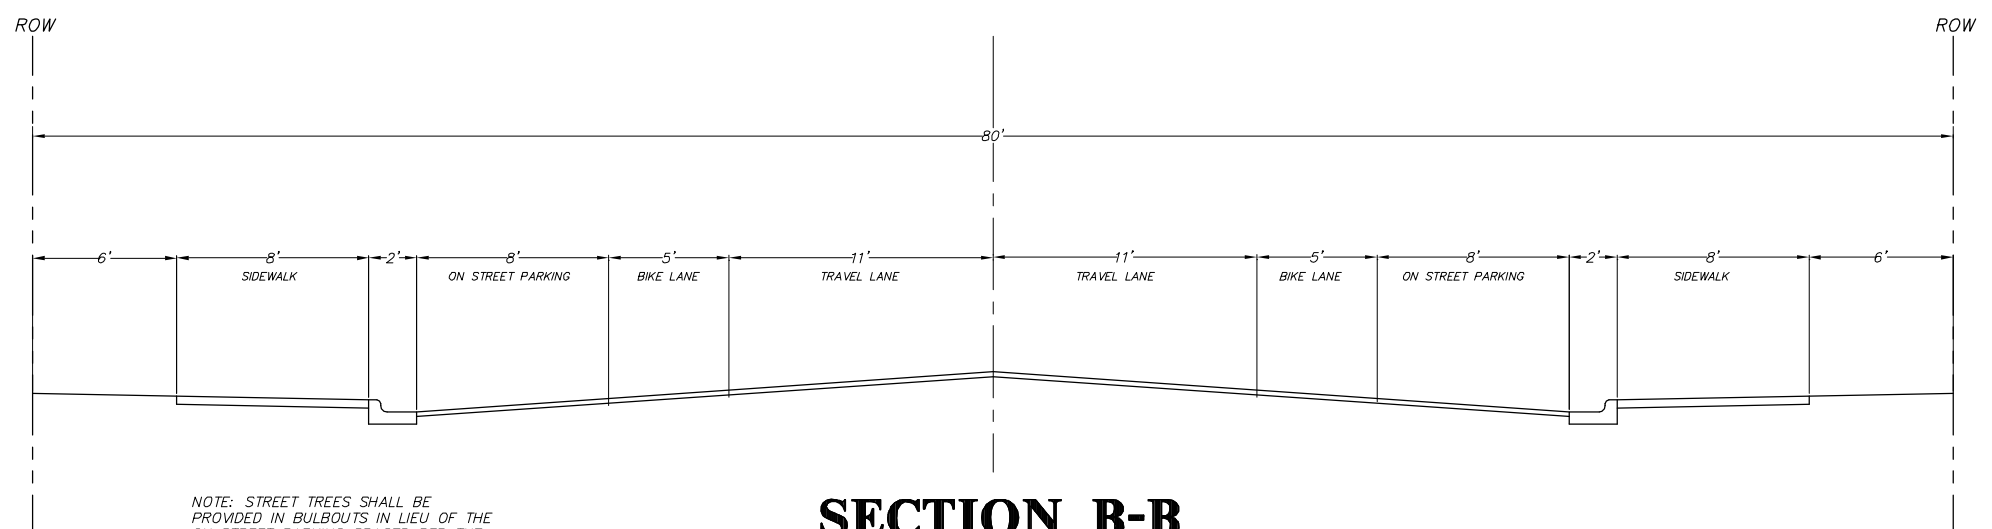 ROW ROW
80'
6' 8' 2' 8' 5' 11' 11' 5' 8' 2' 8' 6'
SIDEWALK ON STREET PARKING BIKE LANE TRAVEL LANE TRAVEL LANE BIKE LANE ON STREET PARKING SIDEWALK
NOTE: STREET TREES SHALL BE
PROVIDED IN BULBOUTS IN LIEU OF THE
SECTION B-B